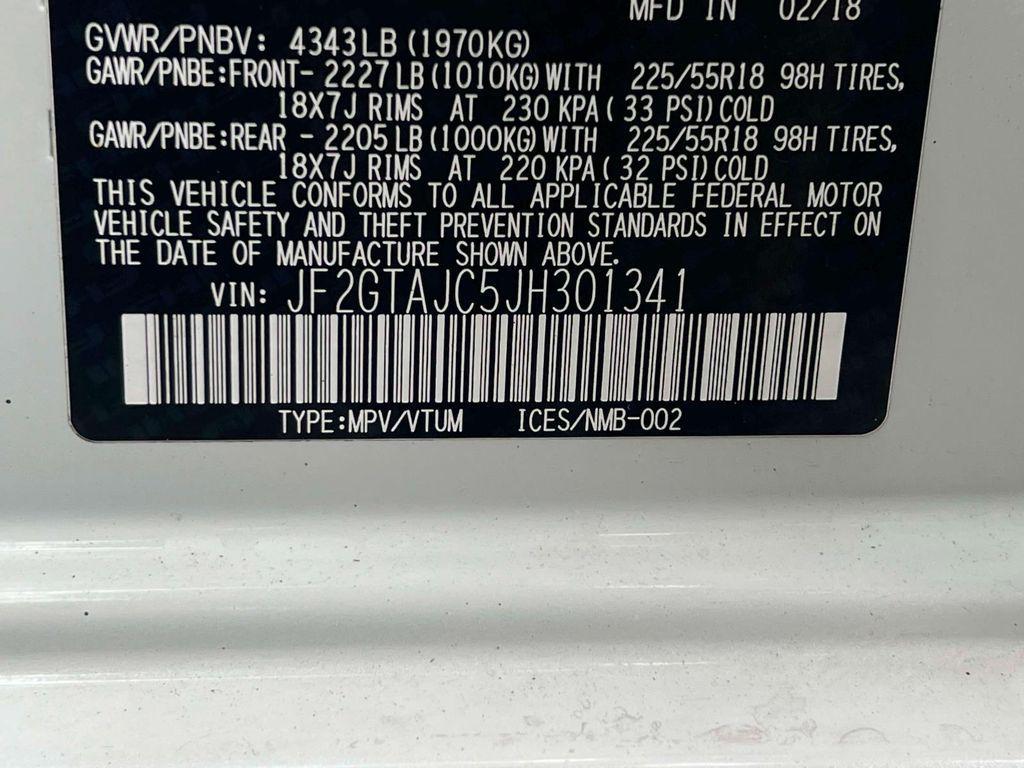 MFD IN 02/18
GVWR/PNBV: 4343LB (1970KG)
GAWR/PNBE:FRONT- 2227LB (1010KG) WITH 225/55R18 98H TIRES,
18X7J RIMS AT 230 KPA ( 33 PSI) COLD
GAWR/PNBE:REAR - 2205LB (1000KG) WITH 225/55R18 98H TIRES,
18X7J RIMS AT 220 KPA ( 32 PSI) COLD
THIS VEHICLE CONFORMS TO ALL APPLICABLE FEDERAL MOTOR
VEHICLE SAFETY AND THEFT PREVENTION STANDARDS IN EFFECT ON
THE DATE OF MANUFACTURE SHOWN ABOVE.
VIN: JF2GTAJC5JH301341
TYPE:MPV/VTUM ICES/NMB-002